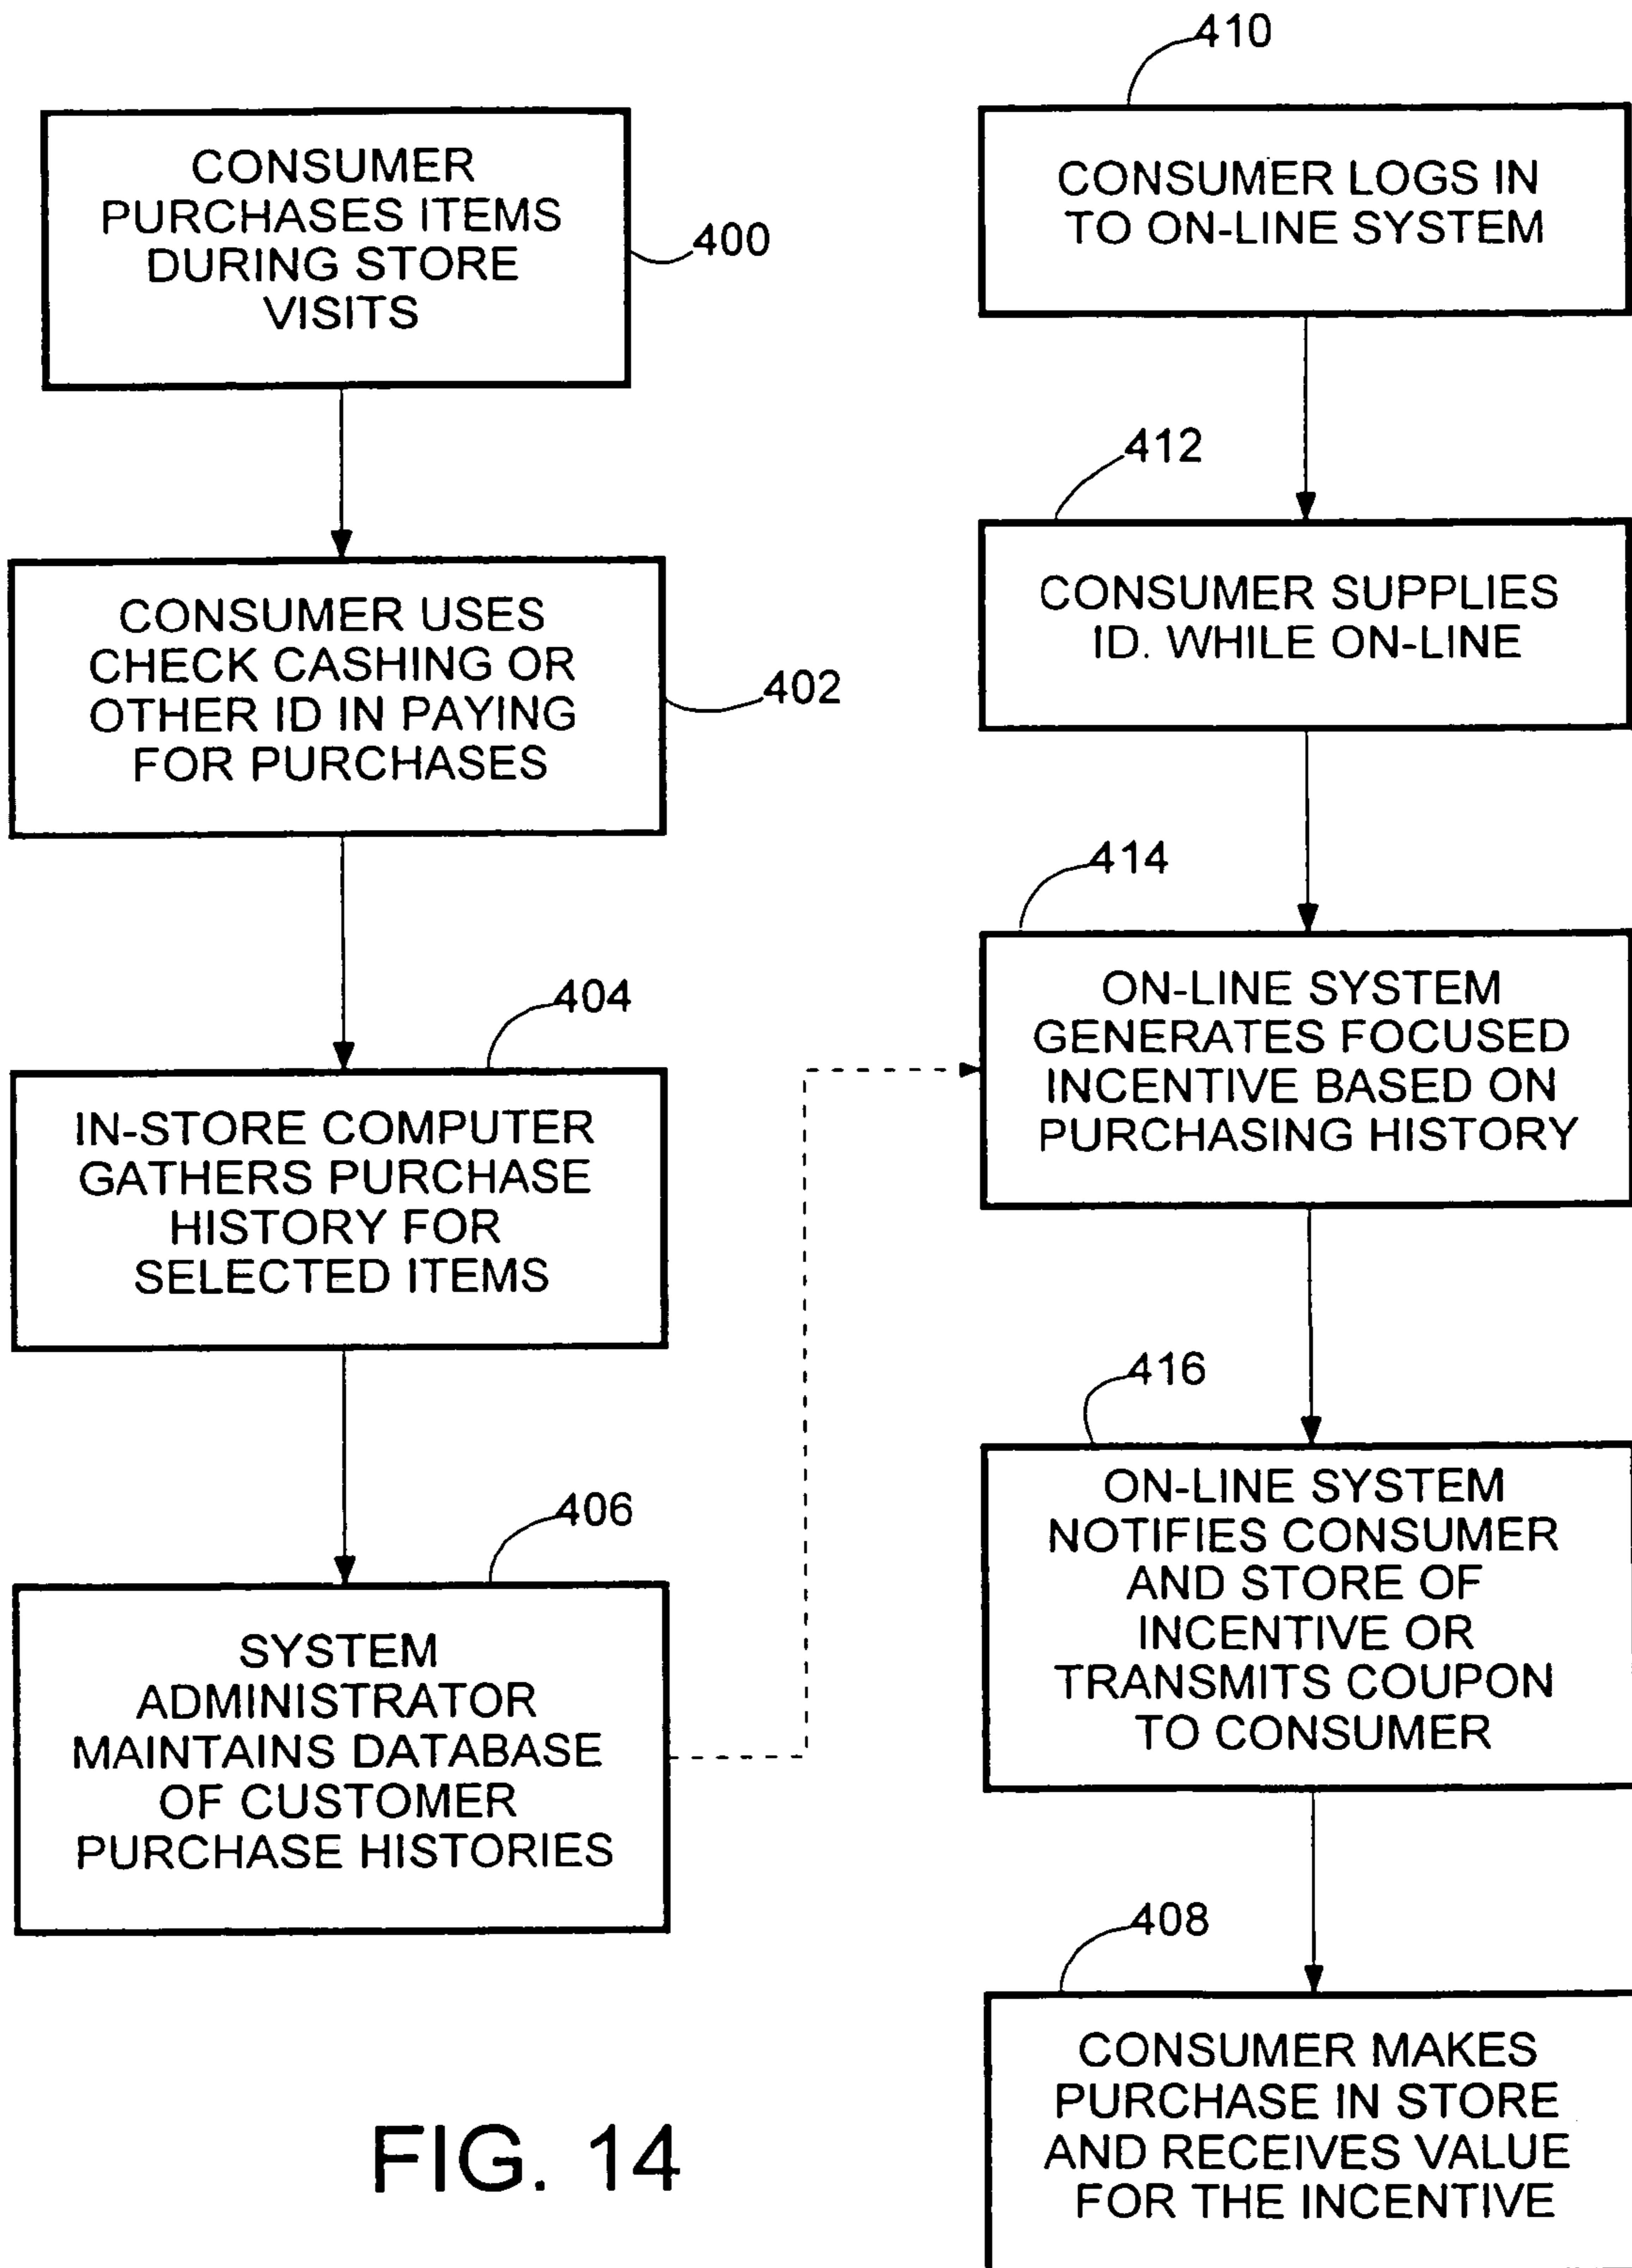 CONSUMER
PURCHASES ITEMS
DURING STORE
VISITS
400
CONSUMER USES
CHECK CASHING OR
OTHER ID IN PAYING
FOR PURCHASES
402
404
IN-STORE COMPUTER
GATHERS PURCHASE
HISTORY FOR
SELECTED ITEMS
406
SYSTEM
ADMINISTRATOR
MAINTAINS DATABASE
OF CUSTOMER
PURCHASE HISTORIES
410
CONSUMER LOGS IN
TO ON-LINE SYSTEM
412
CONSUMER SUPPLIES
ID. WHILE ON-LINE
414
ON-LINE SYSTEM
GENERATES FOCUSED
INCENTIVE BASED ON
PURCHASING HISTORY
416
ON-LINE SYSTEM
NOTIFIES CONSUMER
AND STORE OF
INCENTIVE OR
TRANSMITS COUPON
TO CONSUMER
408
CONSUMER MAKES
PURCHASE IN STORE
AND RECEIVES VALUE
FOR THE INCENTIVE
FIG. 14